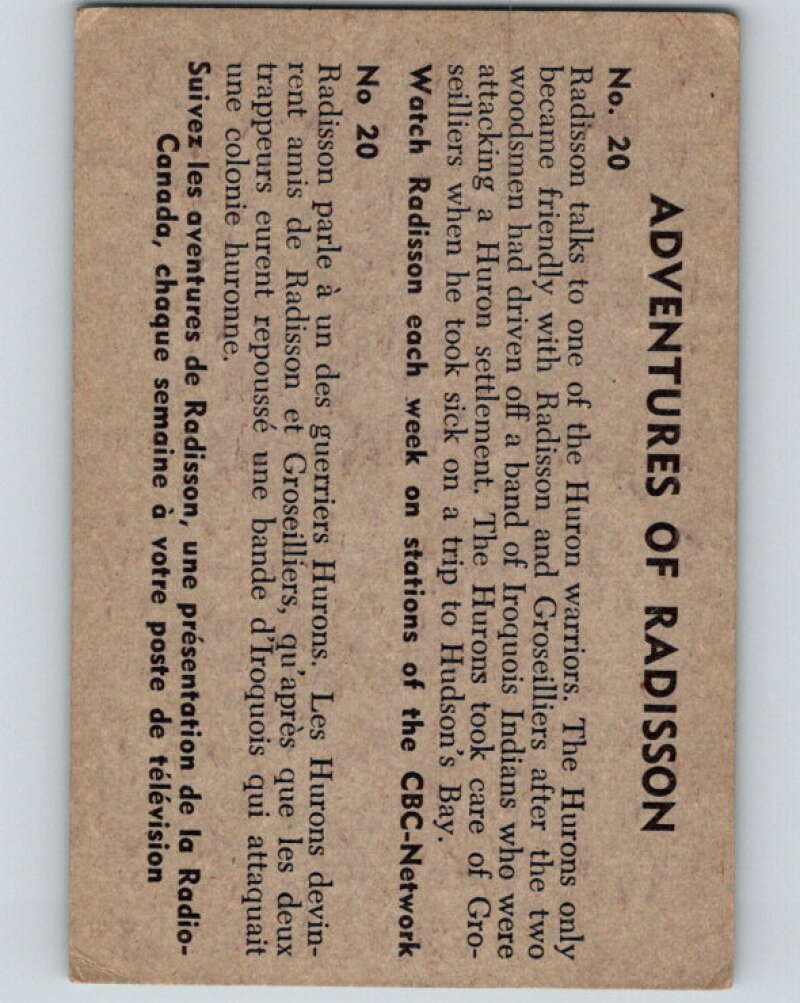 ADVENTURES OF RADISSON
No. 20
Radisson talks to one of the Huron warriors. The Hurons only
became friendly with Radisson and Groseilliers after the two
woodsmen had driven off a band of Iroquois Indians who were
attacking a Huron settlement. The Hurons took care of Gro-
seilliers when he took sick on a trip to Hudson's Bay.
Watch Radisson each week on stations of the CBC-Network
No 20
Radisson parle à un des guerriers Hurons. Les Hurons devin-
rent amis de Radisson et Groseilliers, qu'après que les deux
trappeurs eurent repoussé une bande d'Iroquois qui attaquait
une colonie huronne.
Suivez les aventures de Radisson, une présentation de la Radio-
Canada, chaque semaine à votre poste de télévision